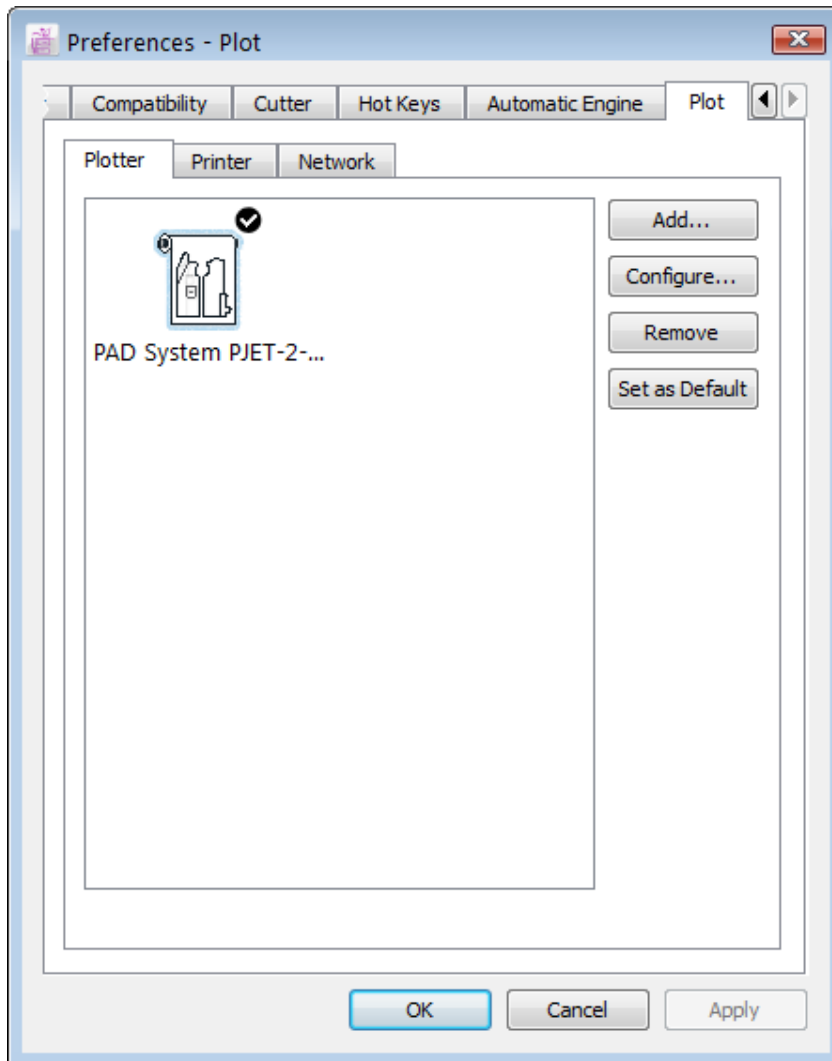 Preferences - Plot
Compatibility Cutter Hot Keys Automatic Engine Plot
Plotter Printer Network
Add...
Configure...
PAD System PJET-2-...
Remove
Set as Default
OK Cancel Apply